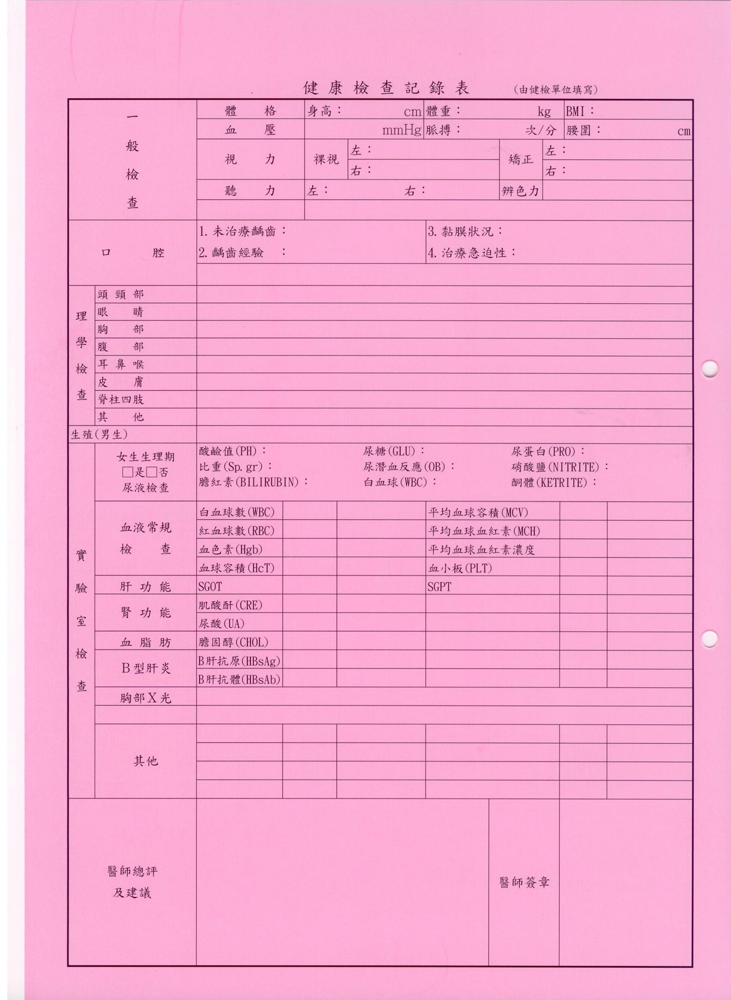 健康檢查記錄表 (由健檢單位填寫)
一般檢查
體格 身高： cm 體重： kg BMI：
血壓 mmHg 脈搏： 次/分 腰圍： cm
視力 裸視 左： 矯正 左：
右： 右：
聽力 左： 右： 辨色力
口腔
1. 未治療齲齒： 3. 黏膜狀況：
2. 齲齒經驗 ： 4. 治療急迫性：
理學檢查
頭頸部
眼睛
胸部
腹部
耳鼻喉
皮膚
脊柱四肢
其他
生殖(男生)
實驗室檢查
女生生理期
□是□否
尿液檢查
酸鹼值(PH)： 尿糖(GLU)： 尿蛋白(PRO)：
比重(Sp. gr)： 尿潛血反應(OB)： 硝酸鹽(NITRITE)：
膽紅素(BILIRUBIN)： 白血球(WBC)： 酮體(KETRITE)：
血液常規
檢查
白血球數(WBC) 平均血球容積(MCV)
紅血球數(RBC) 平均血球血紅素(MCH)
血色素(Hgb) 平均血球血紅素濃度
血球容積(HcT) 血小板(PLT)
肝功能 SGOT SGPT
腎功能 肌酸酐(CRE)
尿酸(UA)
血脂肪 膽固醇(CHOL)
B型肝炎 B肝抗原(HBsAg)
B肝抗體(HBsAb)
胸部X光
其他
醫師總評
及建議
醫師簽章